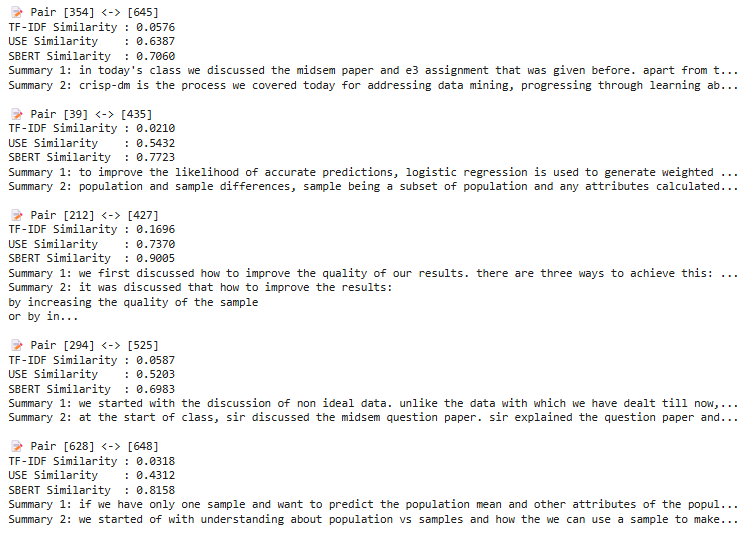 📝 Pair [354] <-> [645]
TF-IDF Similarity : 0.0576
USE Similarity    : 0.6387
SBERT Similarity  : 0.7060
Summary 1: in today's class we discussed the midsem paper and e3 assignment that was given before. apart from t...
Summary 2: crisp-dm is the process we covered today for addressing data mining, progressing through learning ab...
📝 Pair [39] <-> [435]
TF-IDF Similarity : 0.0210
USE Similarity    : 0.5432
SBERT Similarity  : 0.7723
Summary 1: to improve the likelihood of accurate predictions, logistic regression is used to generate weighted ...
Summary 2: population and sample differences, sample being a subset of population and any attributes calculated...
📝 Pair [212] <-> [427]
TF-IDF Similarity : 0.1696
USE Similarity    : 0.7370
SBERT Similarity  : 0.9005
Summary 1: we first discussed how to improve the quality of our results. there are three ways to achieve this: ...
Summary 2: it was discussed that how to improve the results:
by increasing the quality of the sample
or by in...
📝 Pair [294] <-> [525]
TF-IDF Similarity : 0.0587
USE Similarity    : 0.5203
SBERT Similarity  : 0.6983
Summary 1: we started with the discussion of non ideal data. unlike the data with which we have dealt till now,...
Summary 2: at the start of class, sir discussed the midsem question paper. sir explained the question paper and...
📝 Pair [628] <-> [648]
TF-IDF Similarity : 0.0318
USE Similarity    : 0.4312
SBERT Similarity  : 0.8158
Summary 1: if we have only one sample and want to predict the population mean and other attributes of the popul...
Summary 2: we started of with understanding about population vs samples and how the we can use a sample to make...